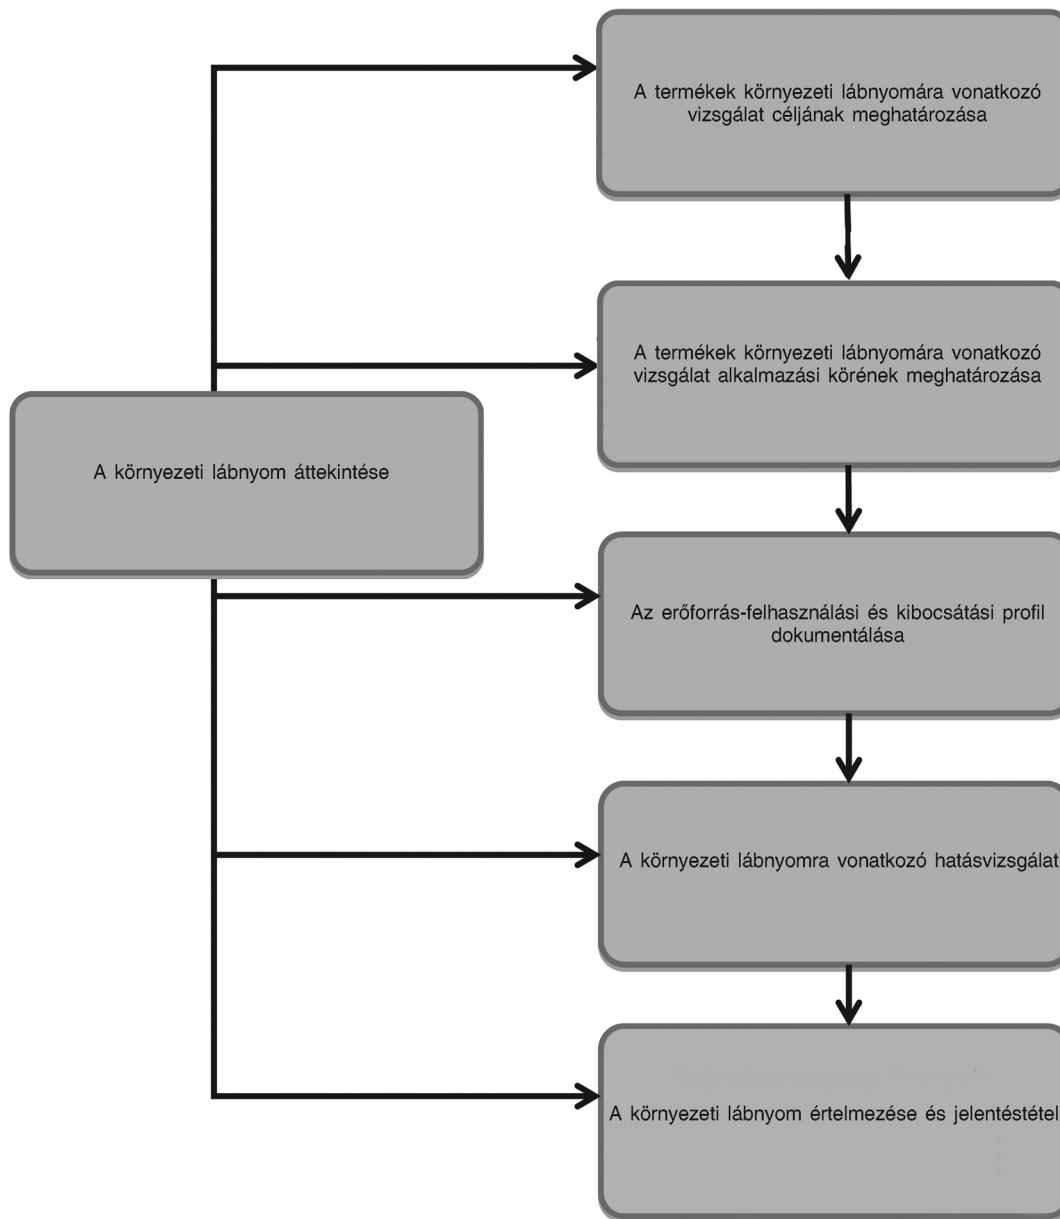 A termékek környezeti lábnyomára vonatkozó
vizsgálat céljának meghatározása
A termékek környezeti lábnyomára vonatkozó
vizsgálat alkalmazási körének meghatározása
A környezeti lábnyom áttekintése
Az erőforrás-felhasználási és kibocsátási profil
dokumentálása
A környezeti lábnyomra vonatkozó hatásvizsgálat
A környezeti lábnyom értelmezése és jelentéstétel